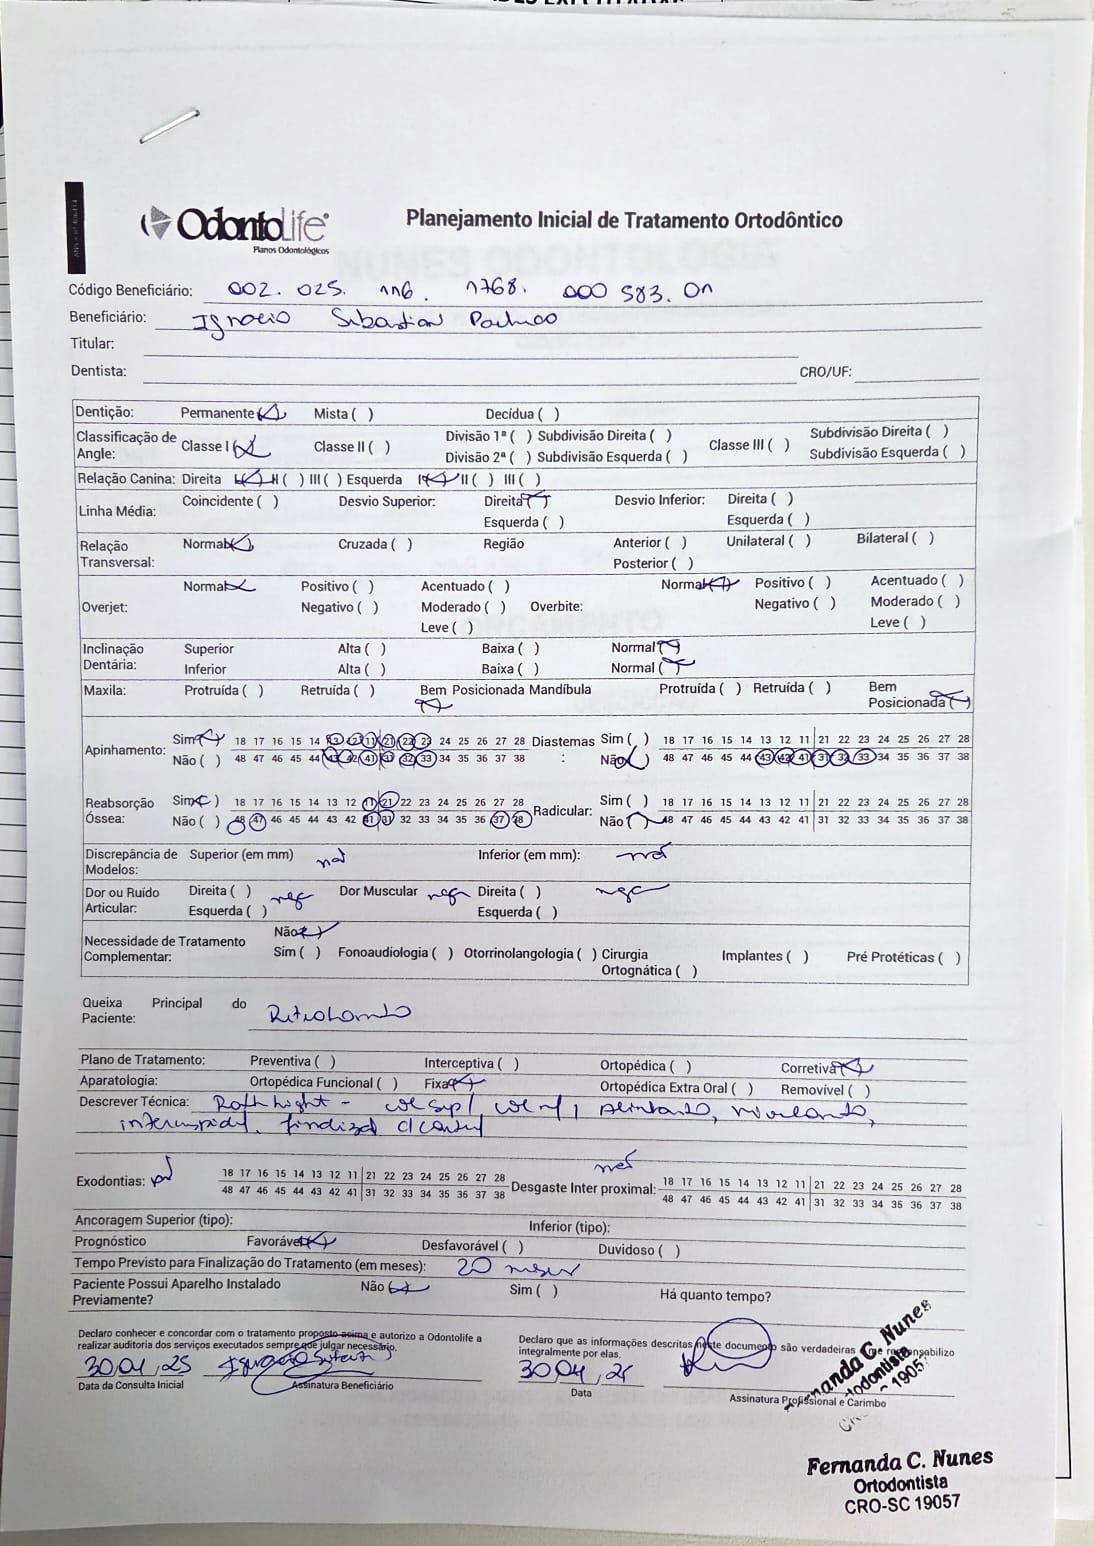 OdontoLife
Planos Odontológicos
Planejamento Inicial de Tratamento Ortodôntico
Código Beneficiário: 002. 025. 116. 1768. 000 583. 01
Beneficiário: Ignacio Sebastian Pacheco
Titular:
Dentista: CRO/UF:
Dentição: Permanente (x) Mista ( ) Decídua ( )
Classificação de Angle: Classe I (x) Classe II ( ) Divisão 1ª ( ) Subdivisão Direita ( ) Classe III ( ) Subdivisão Direita ( )
Divisão 2ª ( ) Subdivisão Esquerda ( ) Subdivisão Esquerda ( )
Relação Canina: Direita I (x) II ( ) III ( ) Esquerda I (x) II ( ) III ( )
Linha Média: Coincidente ( ) Desvio Superior: Direita (x) Desvio Inferior: Direita ( )
Esquerda ( ) Esquerda ( )
Relação Transversal: Normal (x) Cruzada ( ) Região Anterior ( ) Unilateral ( ) Bilateral ( )
Posterior ( )
Overjet: Normal (x) Positivo ( ) Acentuado ( ) Overbite: Normal (x) Positivo ( ) Acentuado ( )
Negativo ( ) Moderado ( ) Negativo ( ) Moderado ( )
Leve ( ) Leve ( )
Inclinação Dentária: Superior Alta ( ) Baixa ( ) Normal (x)
Inferior Alta ( ) Baixa ( ) Normal (x)
Maxila: Protruída ( ) Retruída ( ) Bem Posicionada (x) Mandíbula Protruída ( ) Retruída ( ) Bem Posicionada (x)
Apinhamento: Sim (x) 18 17 16 15 14 13 12 11 21 22 23 24 25 26 27 28 Diastemas: Sim ( ) 18 17 16 15 14 13 12 11 21 22 23 24 25 26 27 28
Não ( ) 48 47 46 45 44 43 42 41 31 32 33 34 35 36 37 38 Não (x) 48 47 46 45 44 43 42 41 31 32 33 34 35 36 37 38
Reabsorção Óssea: Sim (x) 18 17 16 15 14 13 12 11 21 22 23 24 25 26 27 28 Radicular: Sim ( ) 18 17 16 15 14 13 12 11 21 22 23 24 25 26 27 28
Não ( ) 48 47 46 45 44 43 42 41 31 32 33 34 35 36 37 38 Não (x) 48 47 46 45 44 43 42 41 31 32 33 34 35 36 37 38
Discrepância de Modelos: Superior (em mm) Inferior (em mm):
Dor ou Ruído Articular: Direita ( ) neg Dor Muscular neg Direita ( ) neg
Esquerda ( ) Esquerda ( )
Necessidade de Tratamento Complementar: Não (x)
Sim ( ) Fonoaudiologia ( ) Otorrinolangologia ( ) Cirurgia Ortognática ( ) Implantes ( ) Pré Protéticas ( )
Queixa Principal do Paciente:
Plano de Tratamento: Preventiva ( ) Interceptiva ( ) Ortopédica ( ) Corretiva (x)
Aparatologia: Ortopédica Funcional ( ) Fixa (x) Ortopédica Extra Oral ( ) Removível ( )
Descrever Técnica: Roth light -
Exodontias: 18 17 16 15 14 13 12 11 21 22 23 24 25 26 27 28 Desgaste Inter proximal: 18 17 16 15 14 13 12 11 21 22 23 24 25 26 27 28
48 47 46 45 44 43 42 41 31 32 33 34 35 36 37 38 48 47 46 45 44 43 42 41 31 32 33 34 35 36 37 38
Ancoragem Superior (tipo): Inferior (tipo):
Prognóstico Favorável (x) Desfavorável ( ) Duvidoso ( )
Tempo Previsto para Finalização do Tratamento (em meses): 20 meses
Paciente Possui Aparelho Instalado Previamente? Não (x) Sim ( ) Há quanto tempo?
Declaro conhecer e concordar com o tratamento proposto acima e autorizo a Odontolife a
realizar auditoria dos serviços executados sempre que julgar necessário.
30 04, 25
Data da Consulta Inicial Assinatura Beneficiário
Declaro que as informações descritas neste documento são verdadeiras e me responsabilizo
integralmente por elas.
30 04, 25
Data Assinatura Profissional e Carimbo
Fernanda C. Nunes
Ortodontista
CRO-SC 19057